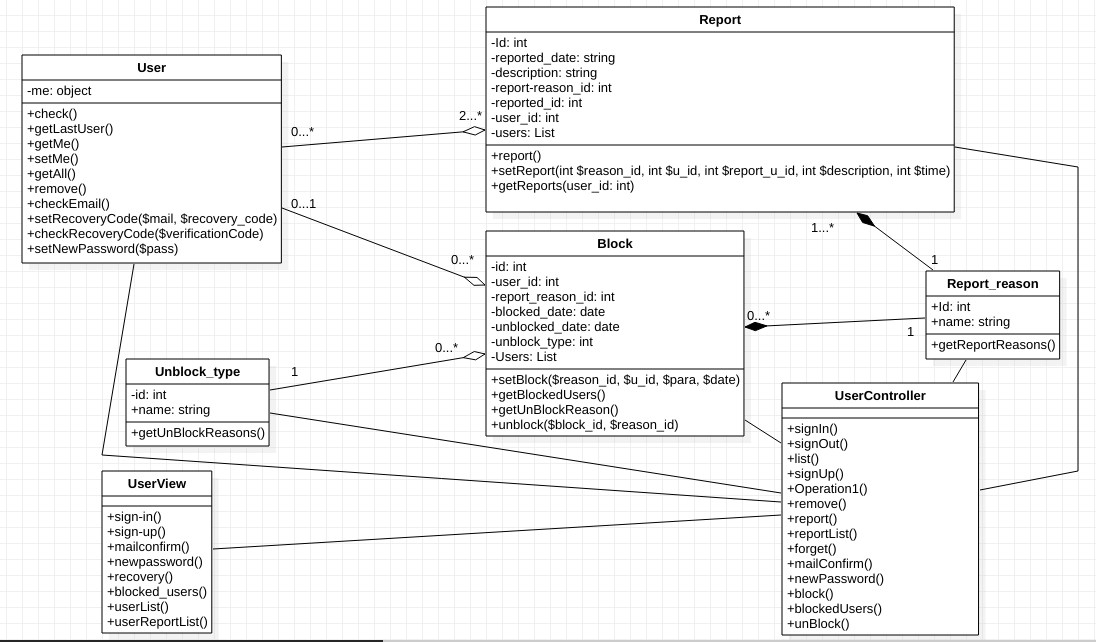 User
-me: object
+check()
+getLastUser()
+getMe()
+setMe()
+getAll()
+remove()
+checkEmail()
+setRecoveryCode($mail, $recovery_code)
+checkRecoveryCode($verificationCode)
+setNewPassword($pass)
0...*
2...*
Report
-Id: int
-reported_date: string
-description: string
-report-reason_id: int
-reported_id: int
-user_id: int
-users: List
+report()
+setReport(int $reason_id, int $u_id, int $report_u_id, int $description, int $time)
+getReports(user_id: int)
0...1
0...*
Block
-id: int
-user_id: int
-report_reason_id: int
-blocked_date: date
-unblocked_date: date
-unblock_type: int
-Users: List
+setBlock($reason_id, $u_id, $para, $date)
+getBlockedUsers()
+getUnBlockReason()
+unblock($block_id, $reason_id)
1...*
1
0...*
1
Report_reason
+Id: int
+name: string
+getReportReasons()
0...*
1
Unblock_type
-id: int
+name: string
+getUnBlockReasons()
UserController
+signIn()
+signOut()
+list()
+signUp()
+Operation1()
+remove()
+report()
+reportList()
+forget()
+mailConfirm()
+newPassword()
+block()
+blockedUsers()
+unBlock()
UserView
+sign-in()
+sign-up()
+mailconfirm()
+newpassword()
+recovery()
+blocked_users()
+userList()
+userReportList()